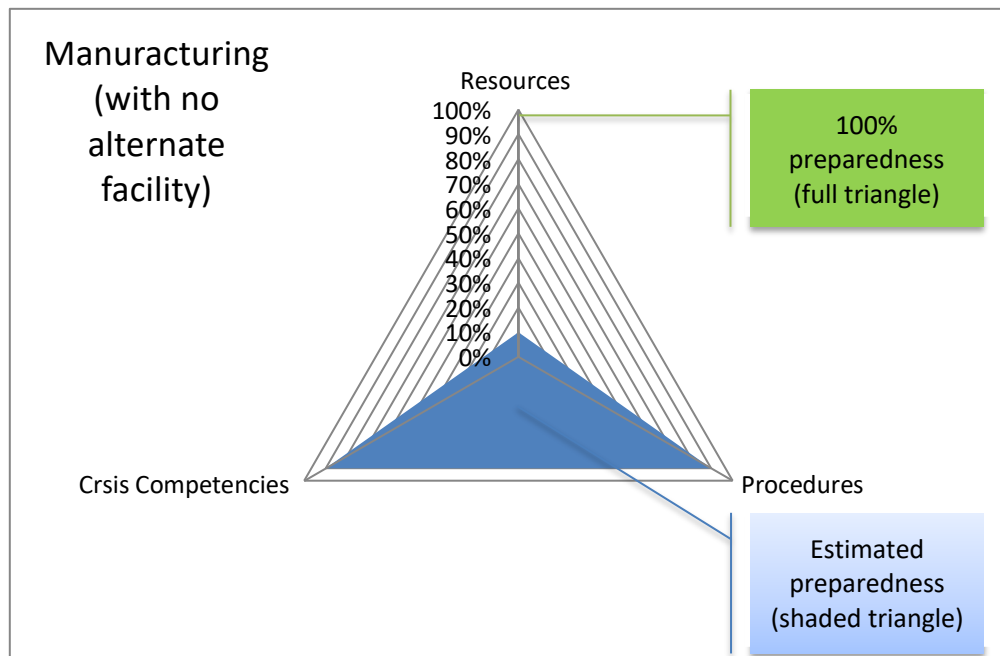 Manuracturing
(with no
alternate
facility)
Resources
100%
90%
80%
70%
60%
50%
40%
30%
20%
10%
0%
100%
preparedness
(full triangle)
Crsis Competencies
Procedures
Estimated
preparedness
(shaded triangle)